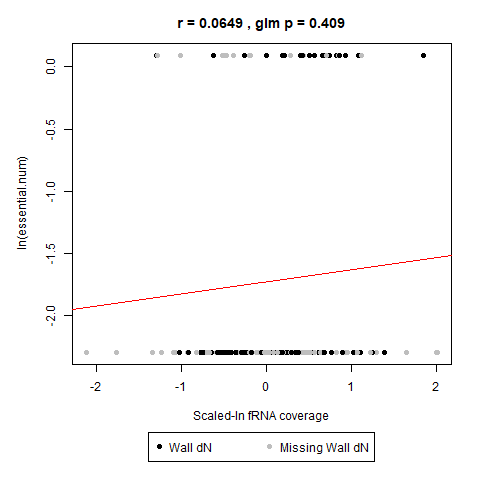 r = 0.0649 , glm p = 0.409
0.0
-0.5
-1.0
-1.5
-2.0
ln(essential.num)
-2 -1 0 1 2
Scaled-ln fRNA coverage
Wall dN Missing Wall dN